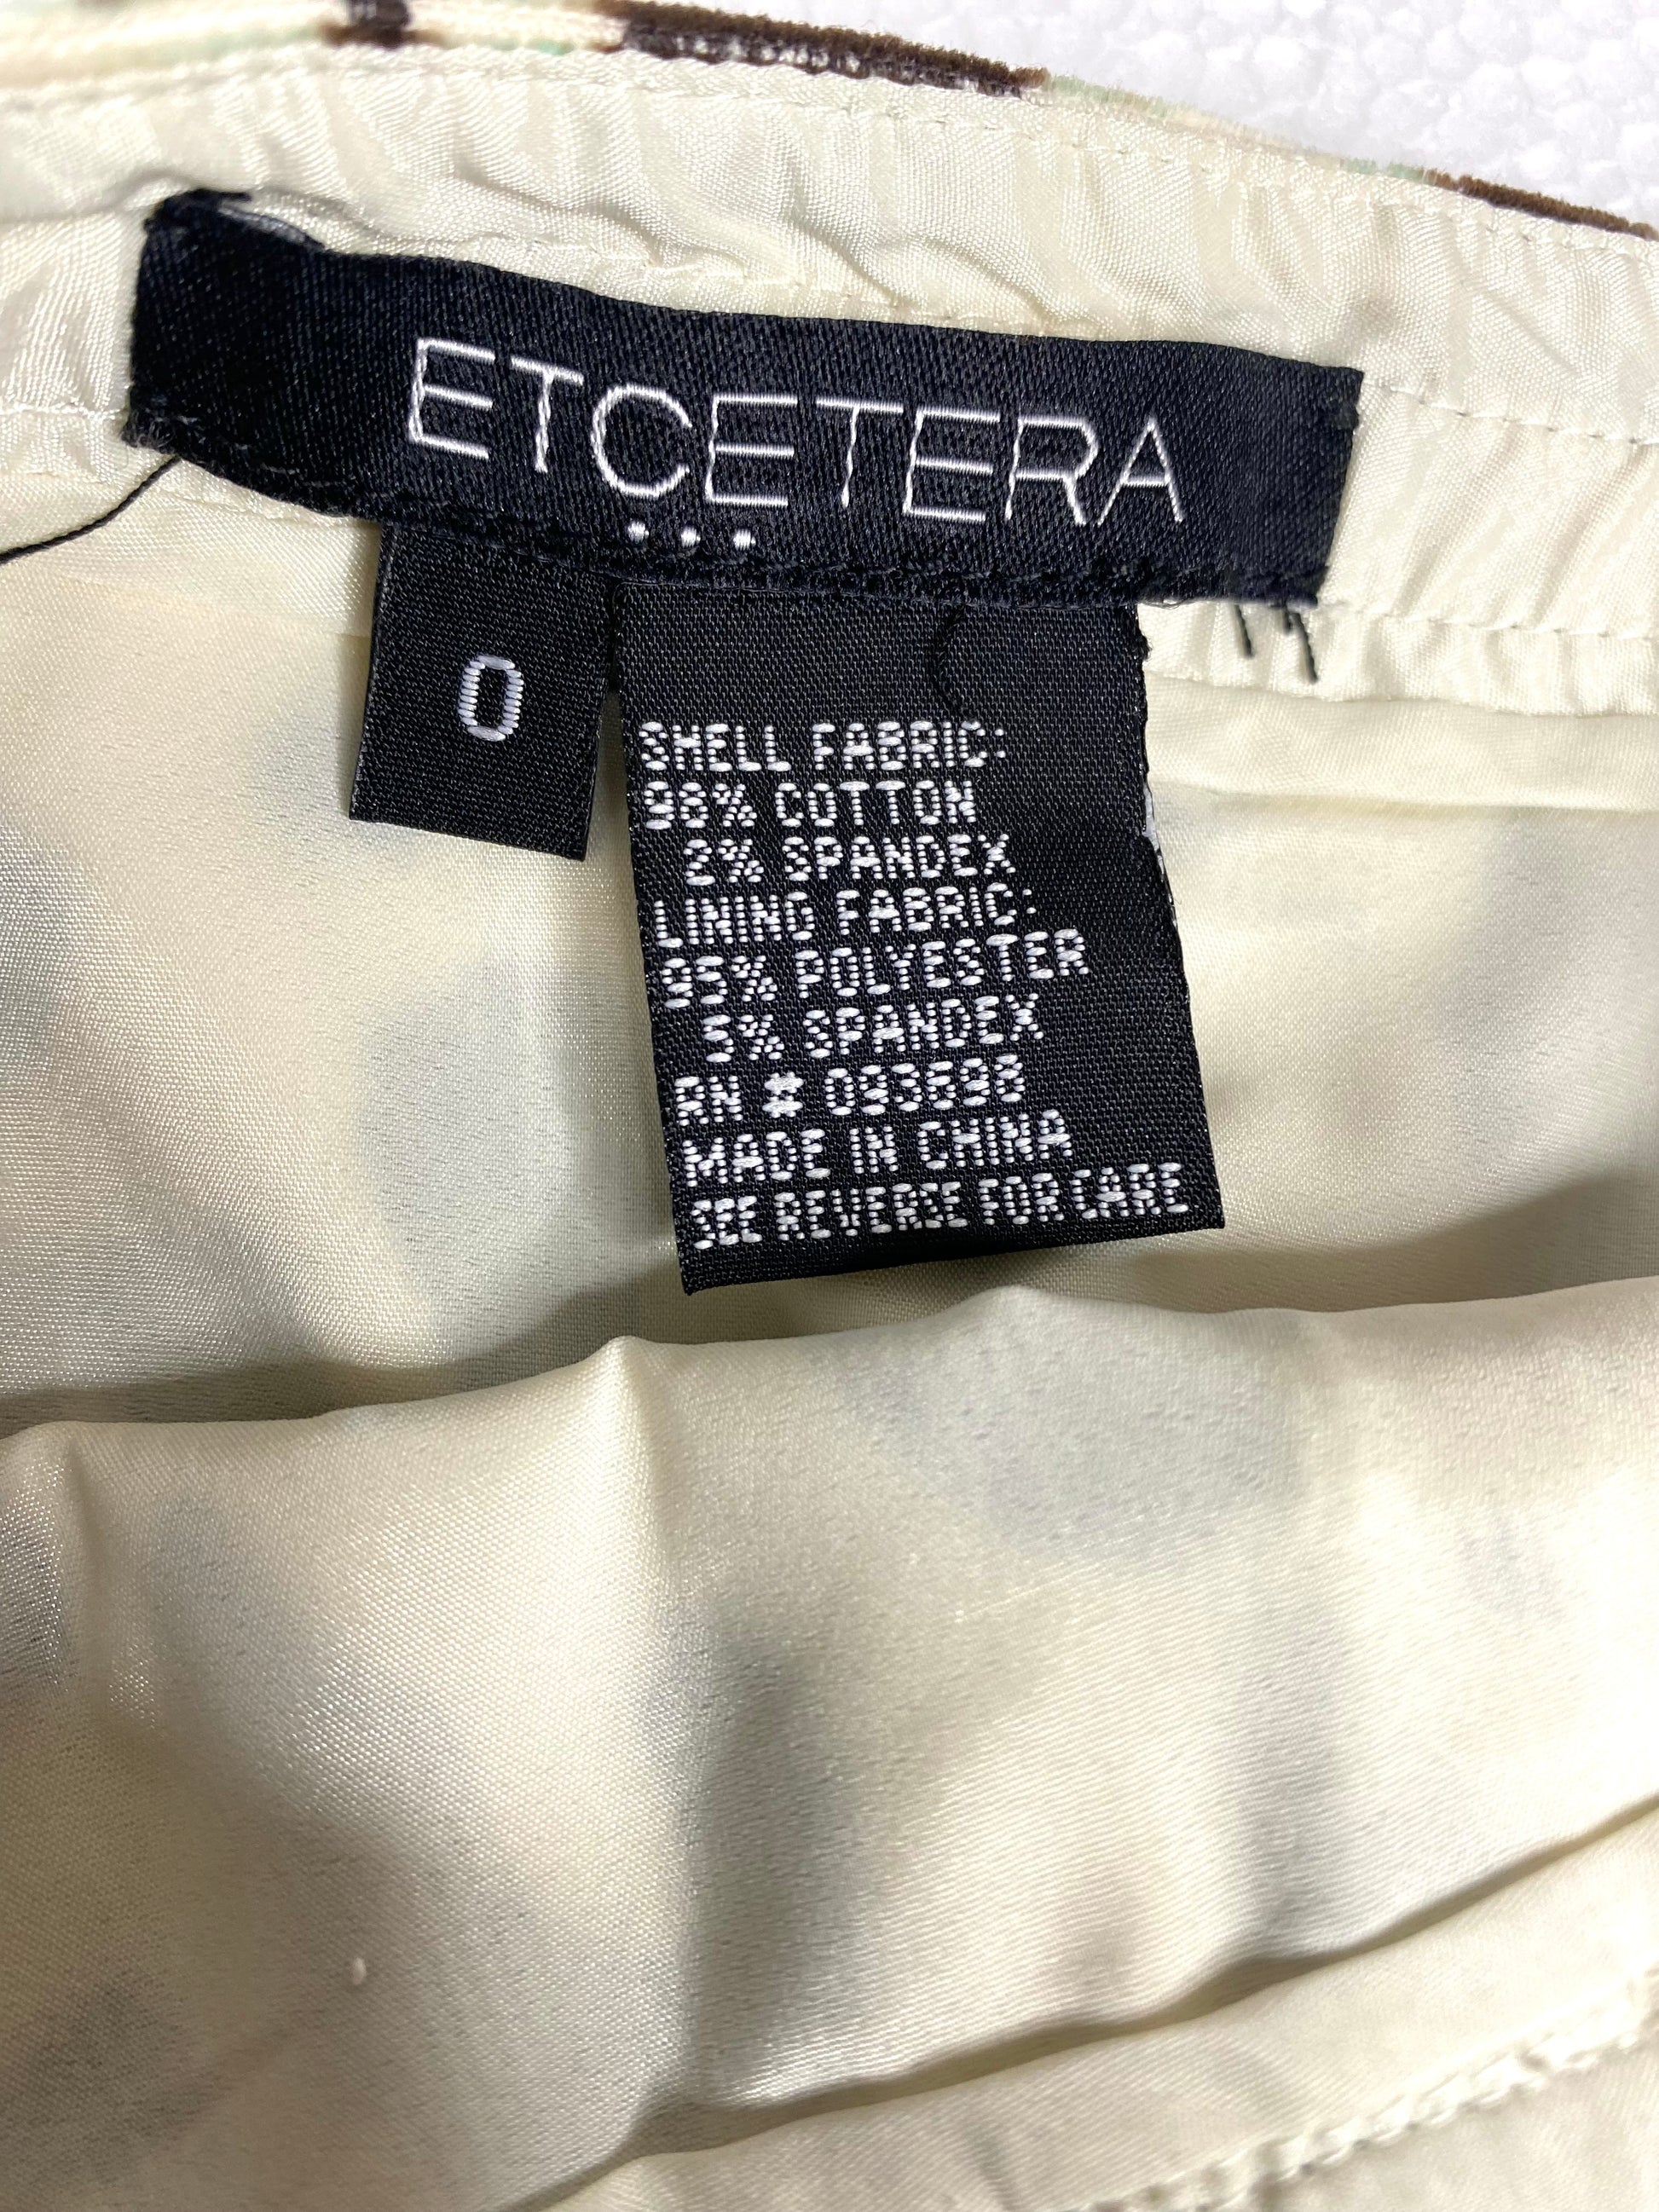 ETCETERA
...
0
SHELL FABRIC:
98% COTTON
2% SPANDEX
LINING FABRIC:
95% POLYESTER
5% SPANDEX
RN # 093698
MADE IN CHINA
SEE REVERSE FOR CARE